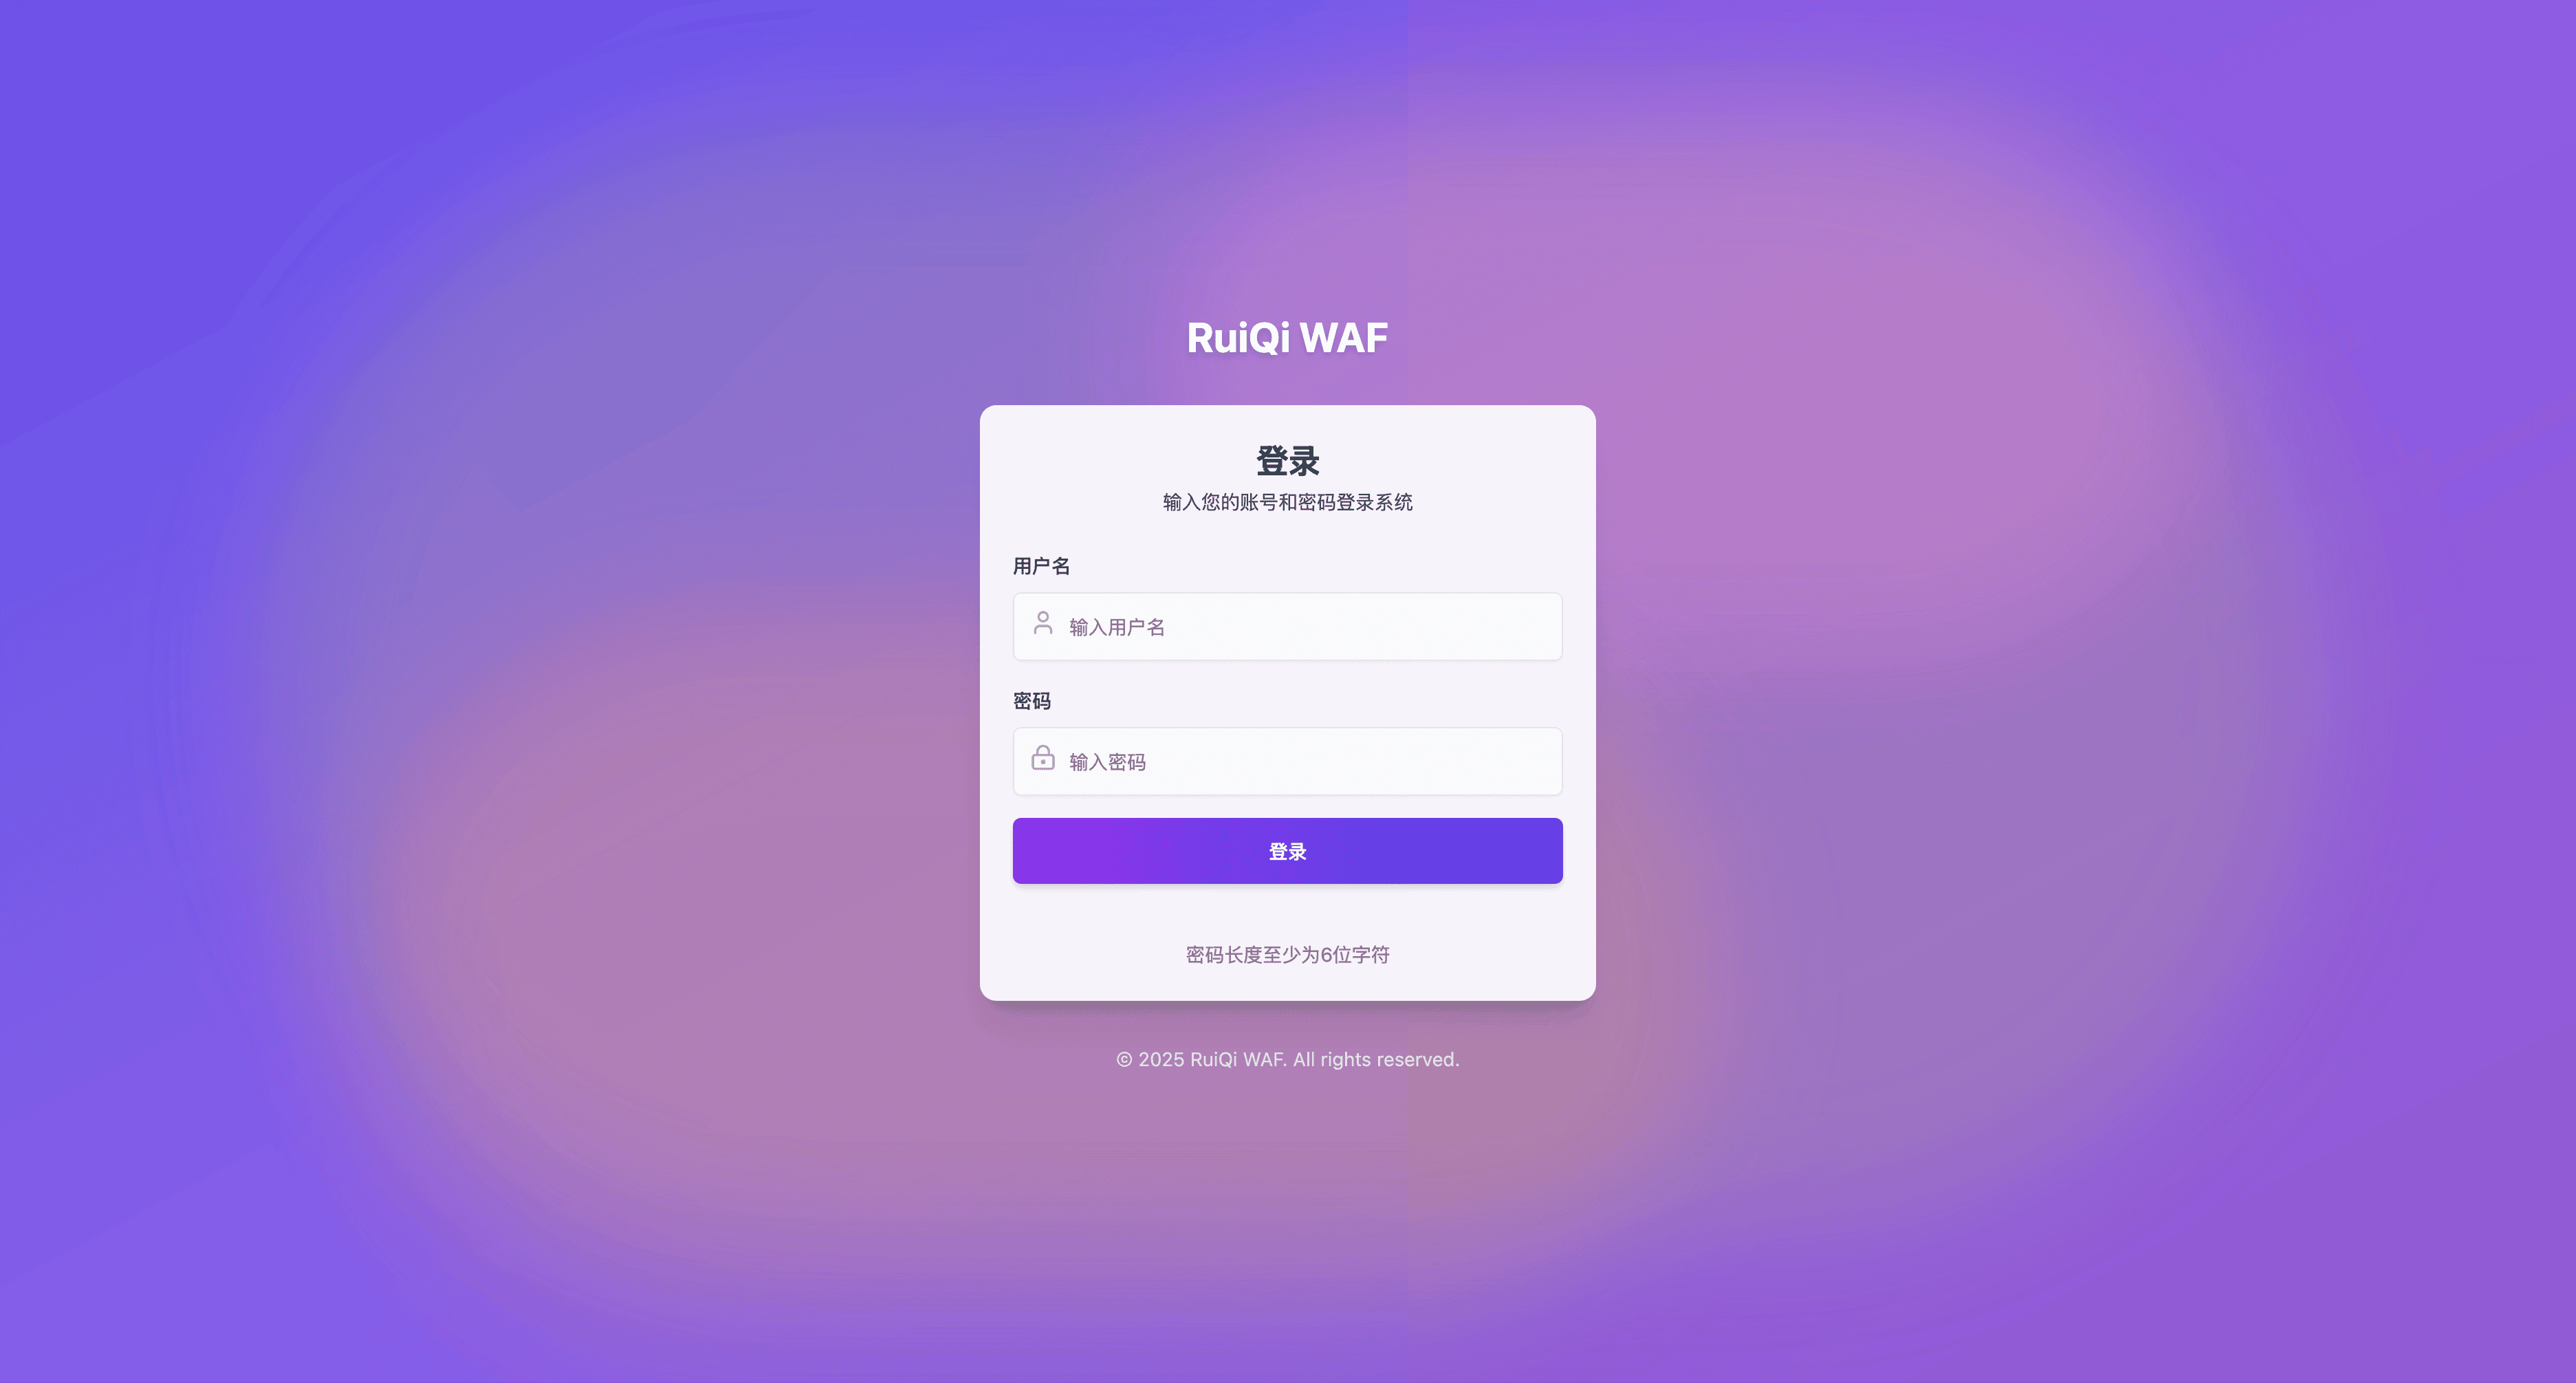 RuiQi WAF
登录
输入您的账号和密码登录系统
用户名
输入用户名
密码
输入密码
登录
密码长度至少为6位字符
© 2025 RuiQi WAF. All rights reserved.